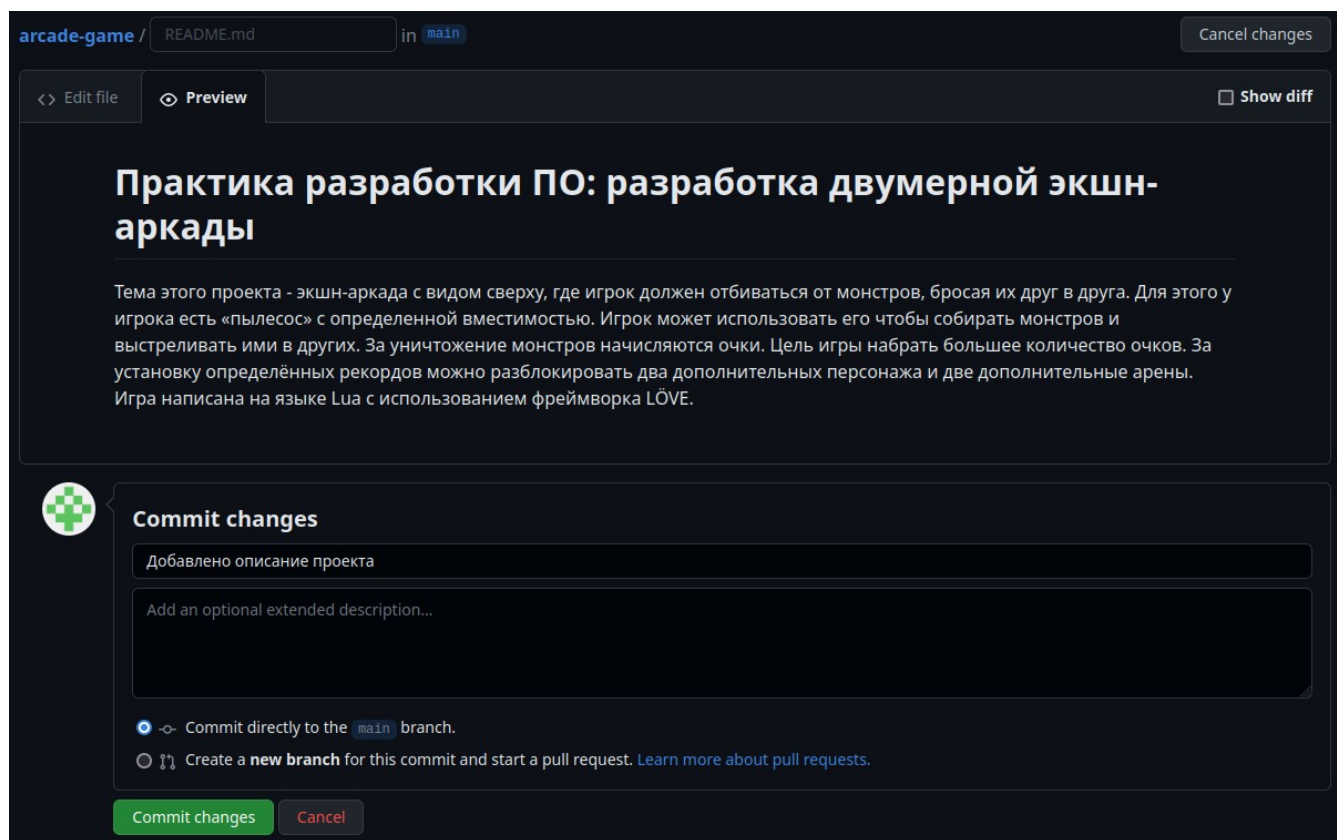 arcade-game / README.md in main Cancel changes
Edit file Preview Show diff
Практика разработки ПО: разработка двумерной экшн-
аркады
Тема этого проекта - экшн-аркада с видом сверху, где игрок должен отбиваться от монстров, бросая их друг в друга. Для этого у
игрока есть «пылесос» с определенной вместимостью. Игрок может использовать его чтобы собирать монстров и
выстреливать ими в других. За уничтожение монстров начисляются очки. Цель игры набрать большее количество очков. За
установку определённых рекордов можно разблокировать два дополнительных персонажа и две дополнительные арены.
Игра написана на языке Lua с использованием фреймворка LÖVE.
Commit changes
Добавлено описание проекта
Add an optional extended description...
Commit directly to the main branch.
Create a new branch for this commit and start a pull request. Learn more about pull requests.
Commit changes Cancel